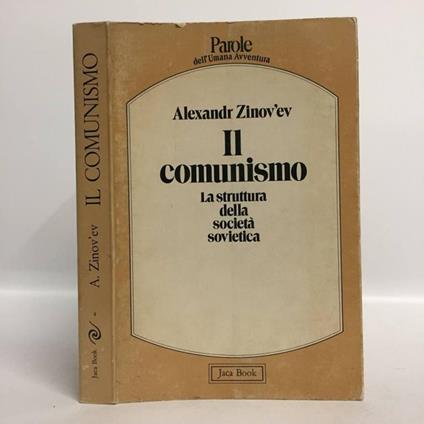 Parole
dell'Umana Avventura
Alexandr Zinov'ev
Il
comunismo
La struttura
della
società
sovietica
Jaca Book
A. Zinov'ev IL COMUNISMO
Jaca Book